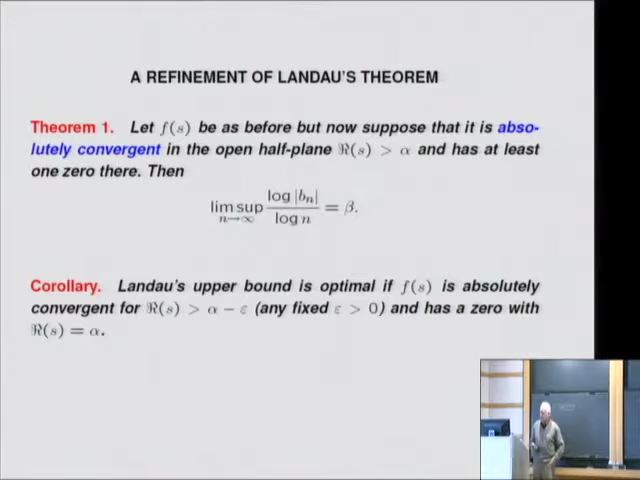 A REFINEMENT OF LANDAU'S THEOREM
Theorem 1. Let f(s) be as before but now suppose that it is abso-
lutely convergent in the open half-plane ℜ(s) > α and has at least
one zero there. Then
lim sup_{n→∞} log |b_n| / log n = β.
Corollary. Landau's upper bound is optimal if f(s) is absolutely
convergent for ℜ(s) > α − ε (any fixed ε > 0) and has a zero with
ℜ(s) = α.